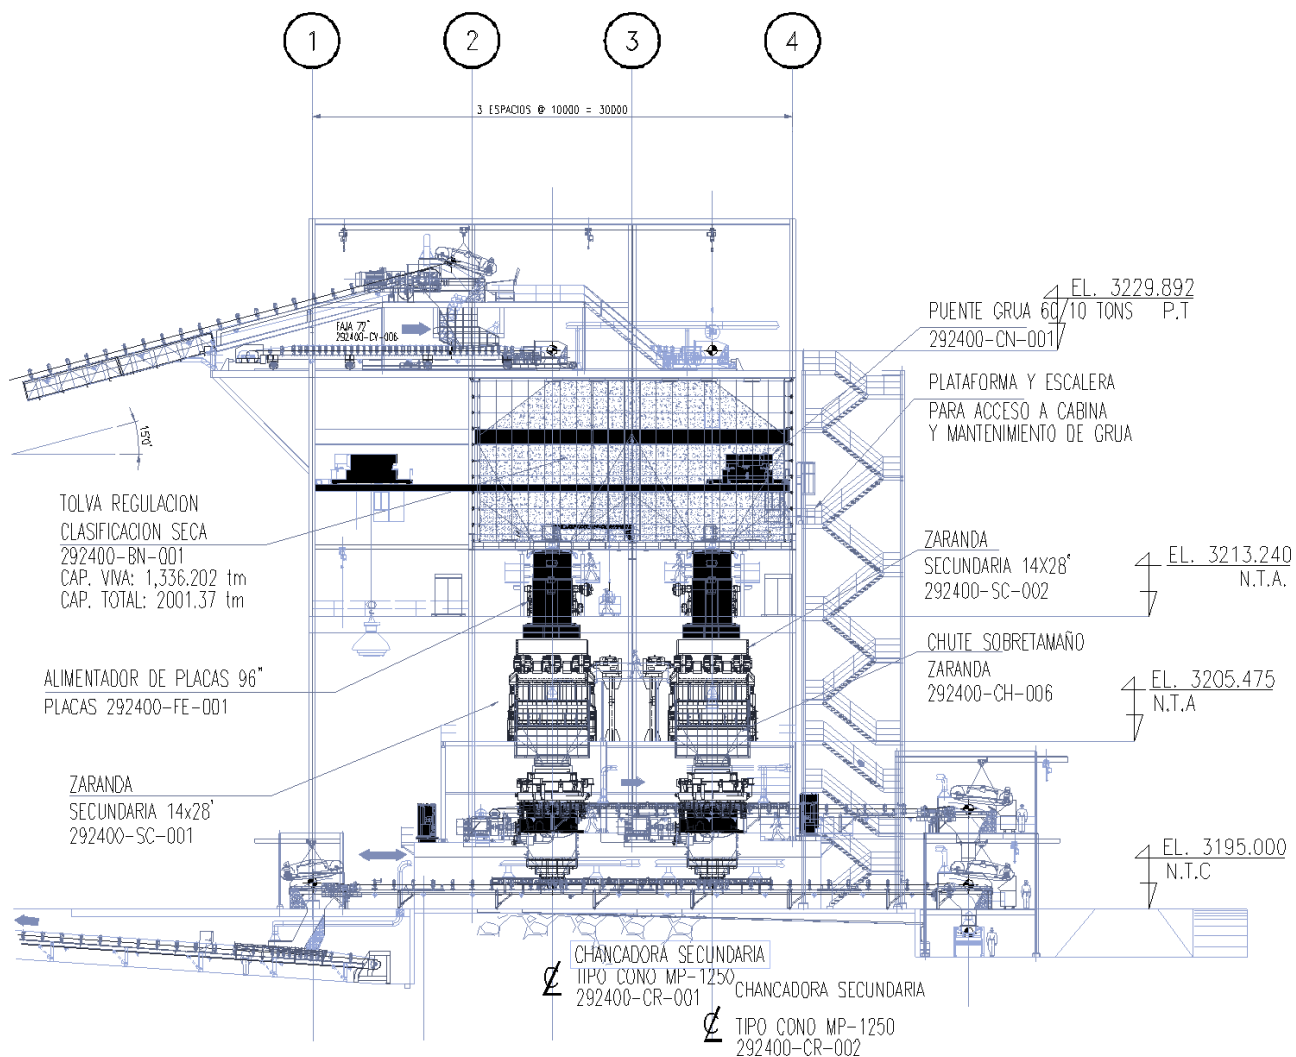 1
2
3
4
3 ESPACIOS @ 10000 = 30000
FAJA 72"
292400-CV-006
EL. 3229.892
PUENTE GRUA 60/10 TONS P.T
292400-CN-001
PLATAFORMA Y ESCALERA
PARA ACCESO A CABINA
Y MANTENIMIENTO DE GRUA
TOLVA REGULACION
CLASIFICACION SECA
292400-BN-001
CAP. VIVA: 1,336.202 tm
CAP. TOTAL: 2001.37 tm
ZARANDA
SECUNDARIA 14X28'
292400-SC-002
EL. 3213.240
N.T.A.
CHUTE SOBRETAMAÑO
ZARANDA
292400-CH-006
EL. 3205.475
N.T.A
ALIMENTADOR DE PLACAS 96"
PLACAS 292400-FE-001
ZARANDA
SECUNDARIA 14x28'
292400-SC-001
EL. 3195.000
N.T.C
CHANCADORA SECUNDARIA
TIPO CONO MP-1250
292400-CR-001
CHANCADORA SECUNDARIA
TIPO CONO MP-1250
292400-CR-002